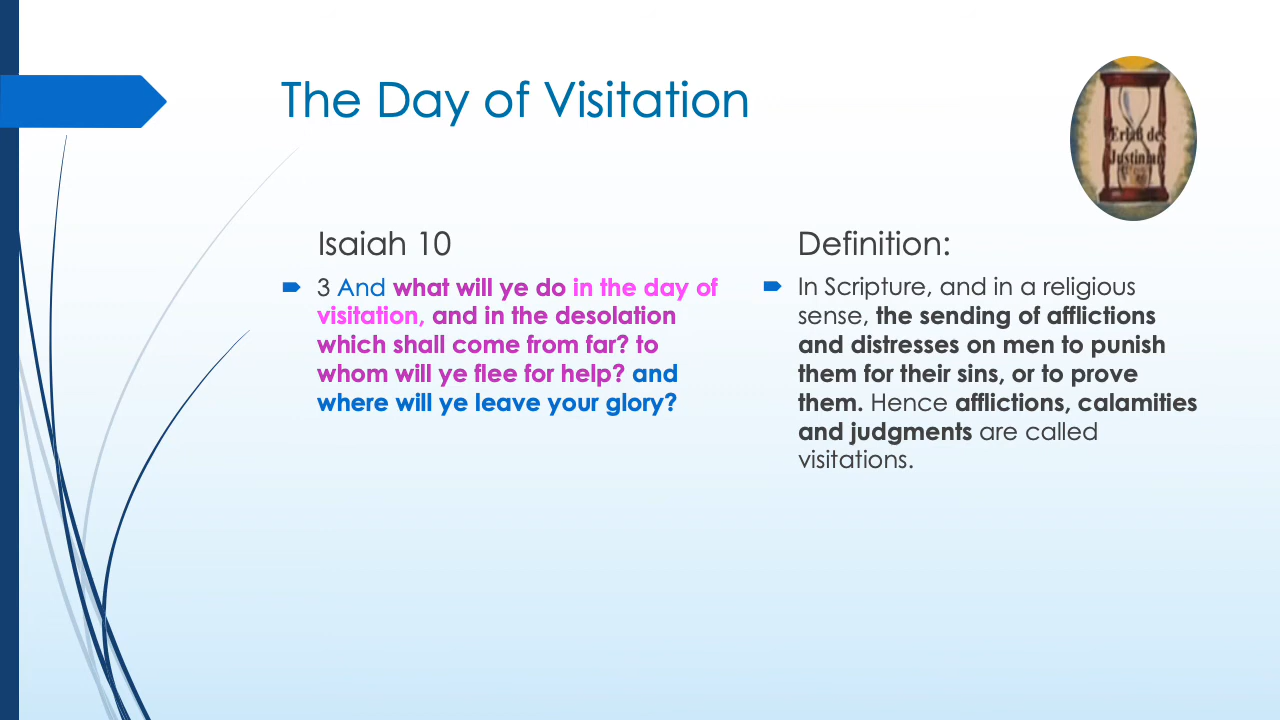 The Day of Visitation
Erlaß des
Justinian
Isaiah 10
3 And what will ye do in the day of
visitation, and in the desolation
which shall come from far? to
whom will ye flee for help? and
where will ye leave your glory?
Definition:
In Scripture, and in a religious
sense, the sending of afflictions
and distresses on men to punish
them for their sins, or to prove
them. Hence afflictions, calamities
and judgments are called
visitations.